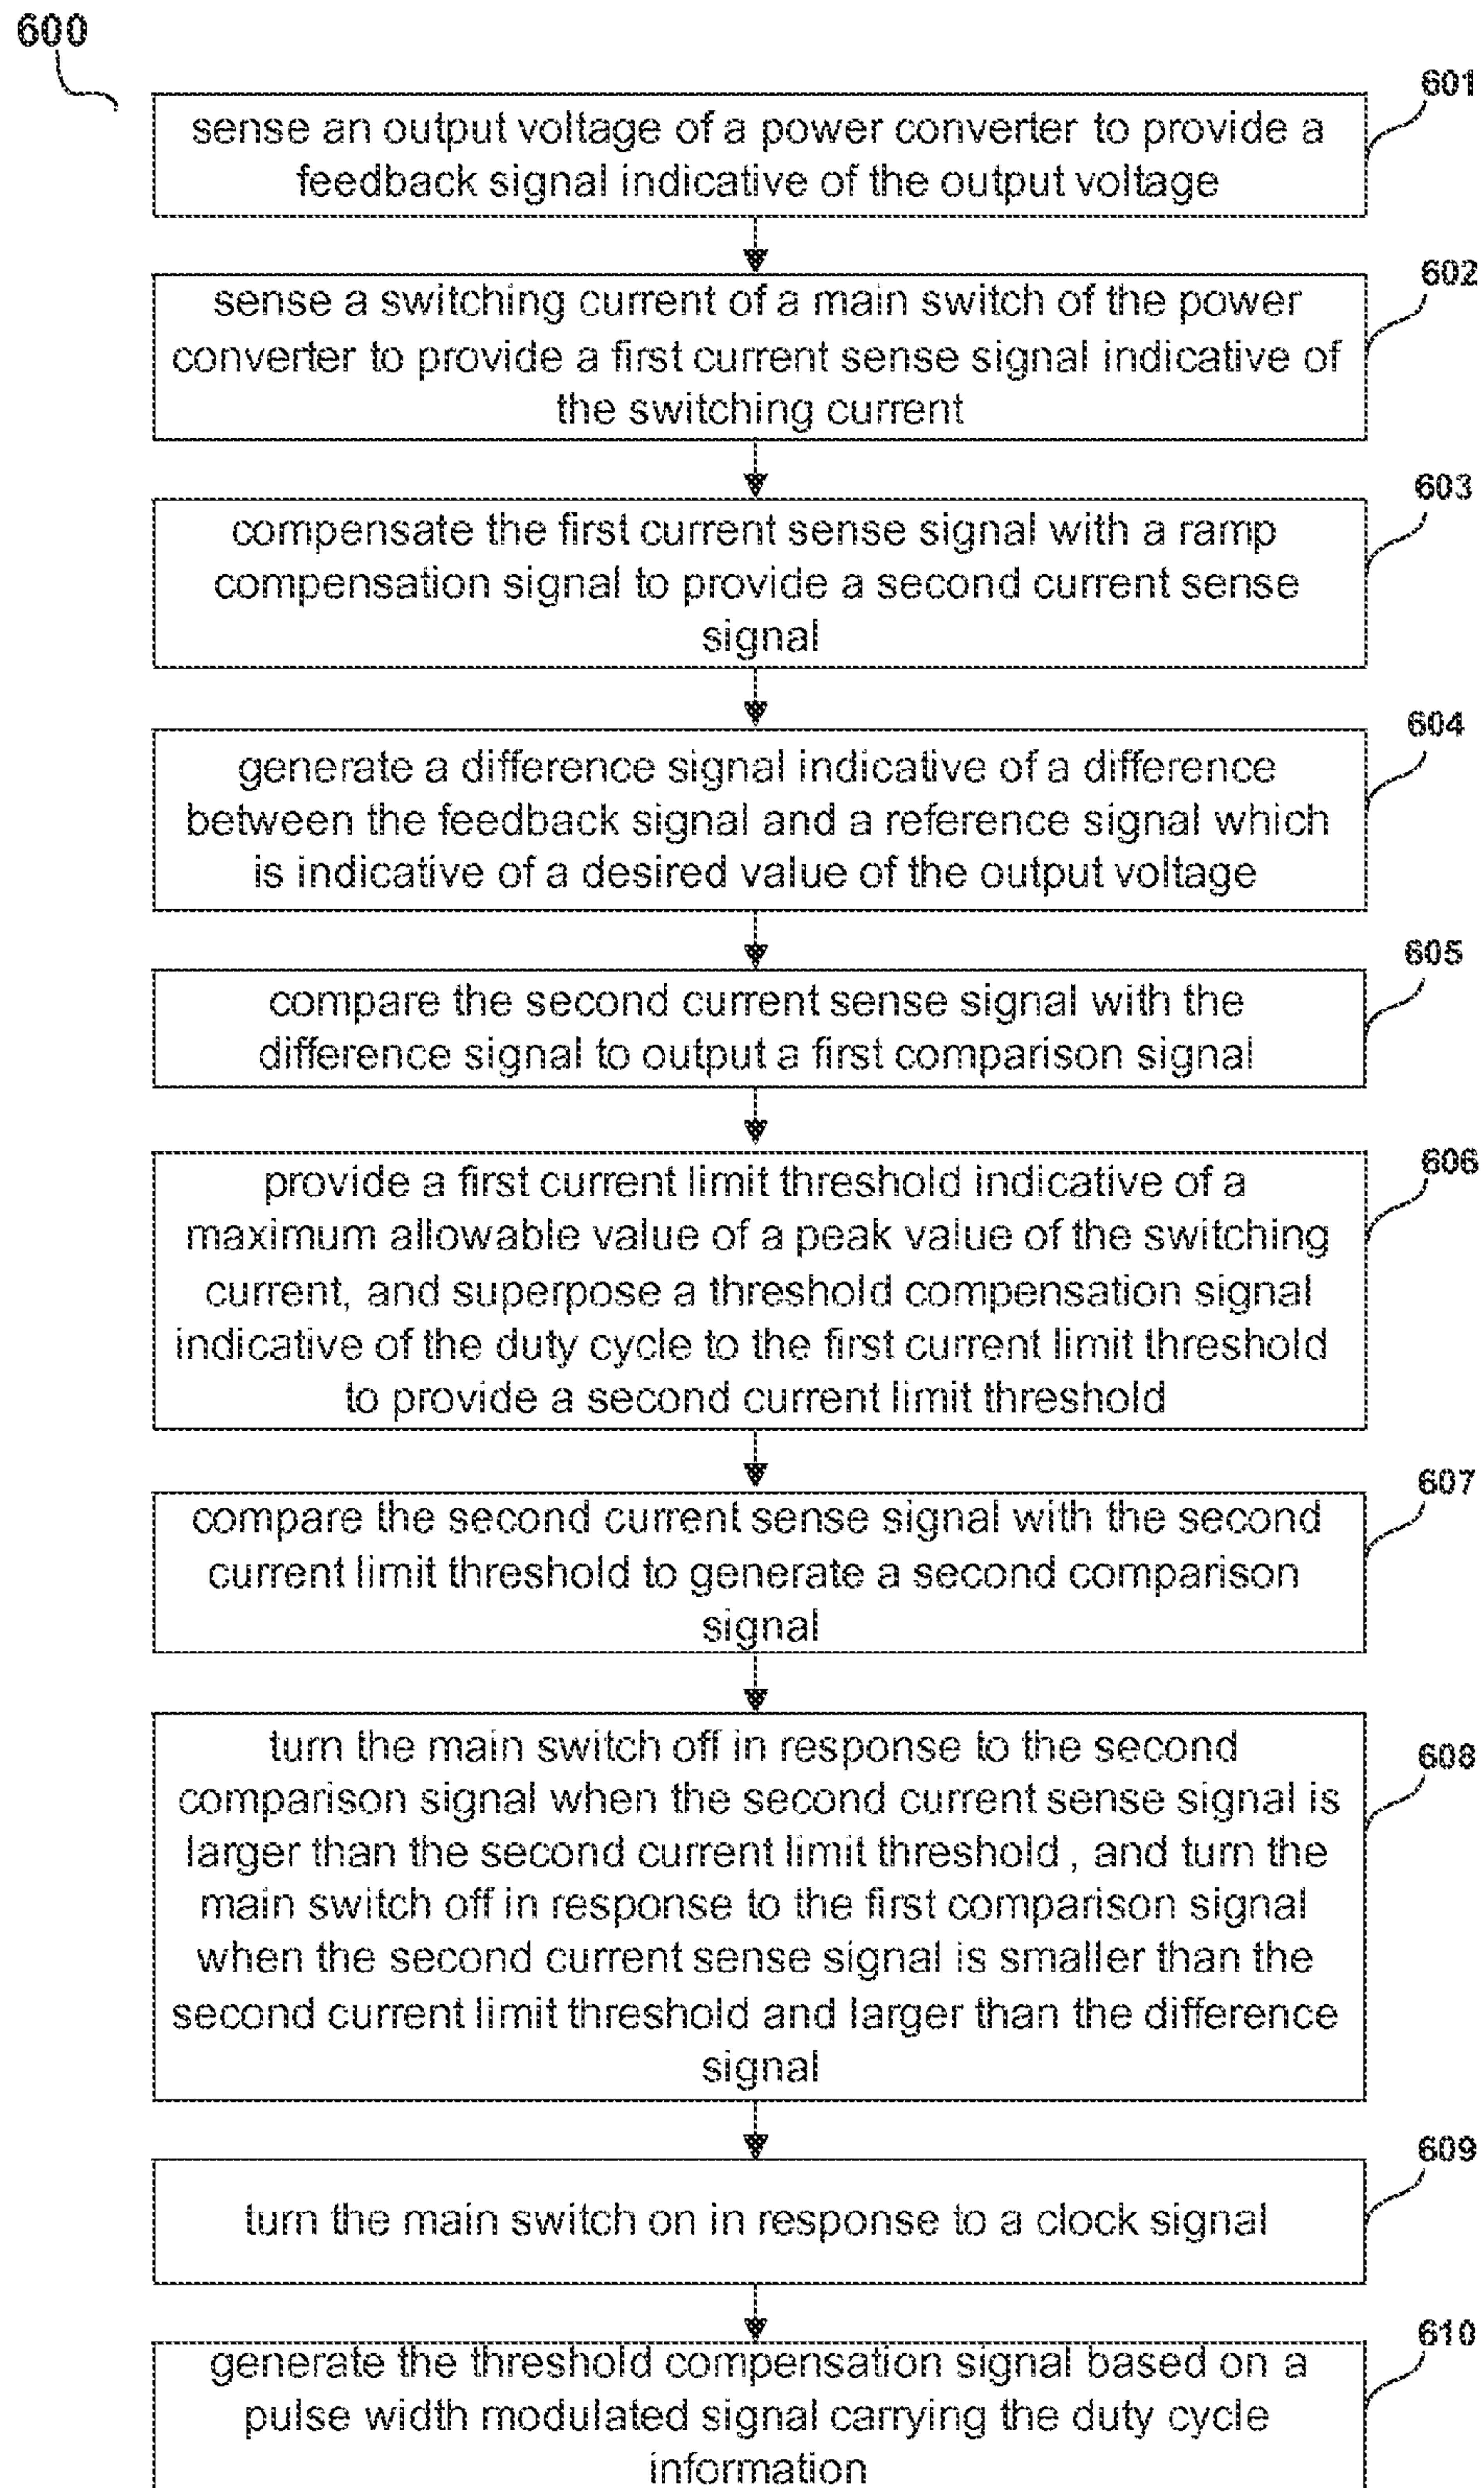 600
601
sense an output voltage of a power converter to provide a
feedback signal indicative of the output voltage
602
sense a switching current of a main switch of the power
converter to provide a first current sense signal indicative of
the switching current
603
compensate the first current sense signal with a ramp
compensation signal to provide a second current sense
signal
604
generate a difference signal indicative of a difference
between the feedback signal and a reference signal which
is indicative of a desired value of the output voltage
605
compare the second current sense signal with the
difference signal to output a first comparison signal
606
provide a first current limit threshold indicative of a
maximum allowable value of a peak value of the switching
current, and superpose a threshold compensation signal
indicative of the duty cycle to the first current limit threshold
to provide a second current limit threshold
607
compare the second current sense signal with the second
current limit threshold to generate a second comparison
signal
608
turn the main switch off in response to the second
comparison signal when the second current sense signal is
larger than the second current limit threshold , and turn the
main switch off in response to the first comparison signal
when the second current sense signal is smaller than the
second current limit threshold and larger than the difference
signal
609
turn the main switch on in response to a clock signal
610
generate the threshold compensation signal based on a
pulse width modulated signal carrying the duty cycle
information